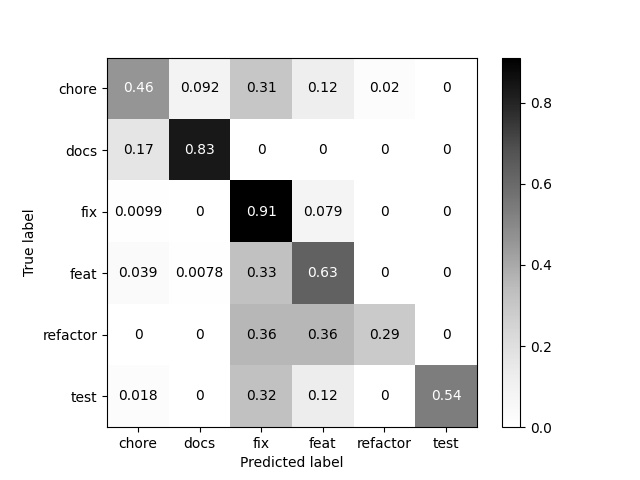 chore 0.46 0.092 0.31 0.12 0.02 0
docs 0.17 0.83 0 0 0 0
fix 0.0099 0 0.91 0.079 0 0
feat 0.039 0.0078 0.33 0.63 0 0
refactor 0 0 0.36 0.36 0.29 0
test 0.018 0 0.32 0.12 0 0.54
chore docs fix feat refactor test
Predicted label
True label
0.8
0.6
0.4
0.2
0.0